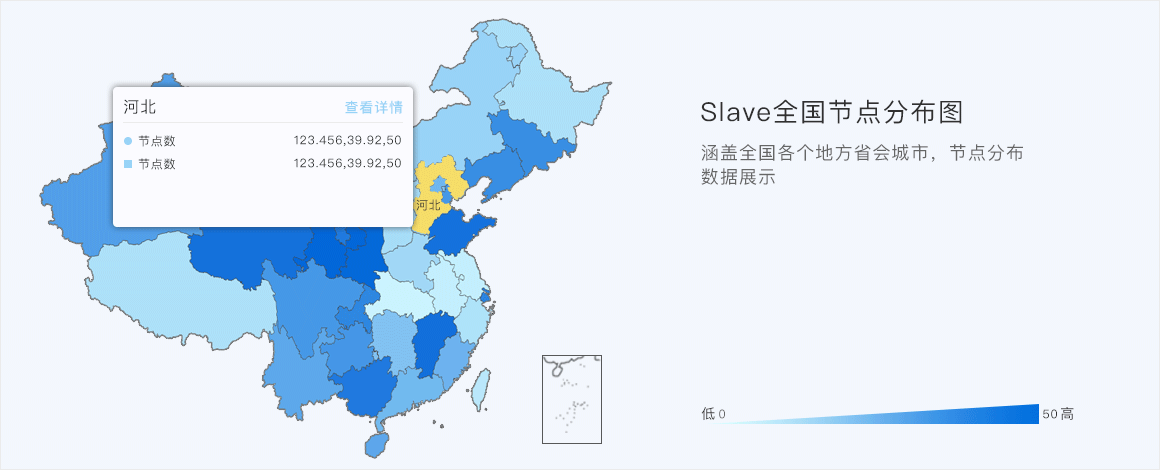 河北 查看详情
节点数 123.456,39.92,50
节点数 123.456,39.92,50
河北
Slave全国节点分布图
涵盖全国各个地方省会城市，节点分布
数据展示
低 0 50 高